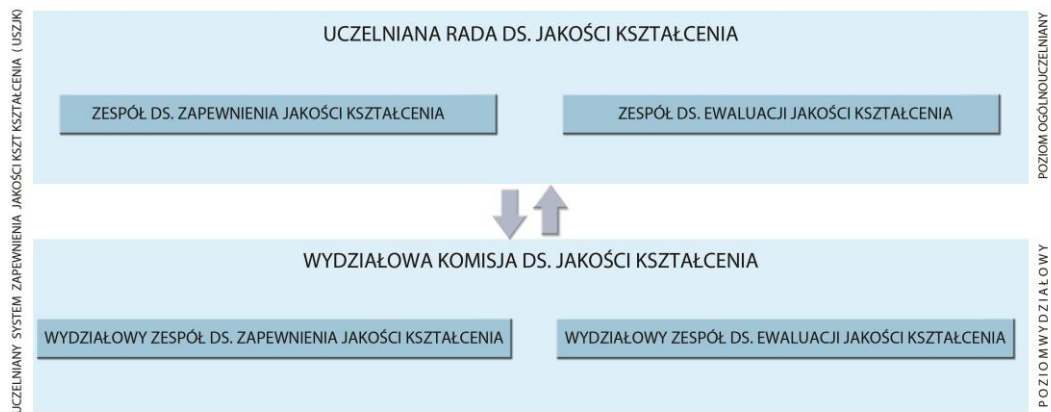 UCZELNIANY SYSTEM ZAPEWNIENIA JAKOŚCI KSZT KSZTAŁCENIA ( USZJK)
UCZELNIANA RADA DS. JAKOŚCI KSZTAŁCENIA
ZESPÓŁ DS. ZAPEWNIENIA JAKOŚCI KSZTAŁCENIA
ZESPÓŁ DS. EWALUACJI JAKOŚCI KSZTAŁCENIA
POZIOM OGÓLNOUCZELNIANY
WYDZIAŁOWA KOMISJA DS. JAKOŚCI KSZTAŁCENIA
WYDZIAŁOWY ZESPÓŁ DS. ZAPEWNIENIA JAKOŚCI KSZTAŁCENIA
WYDZIAŁOWY ZESPÓŁ DS. EWALUACJI JAKOŚCI KSZTAŁCENIA
POZIOM WYDZIAŁOWY